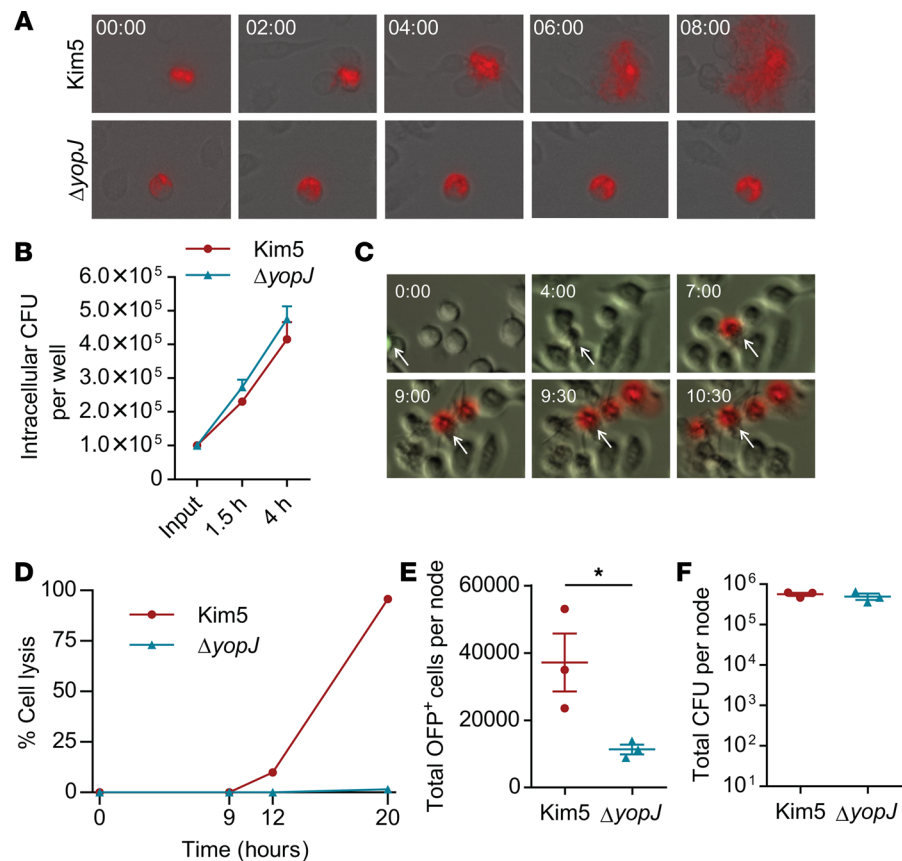 A
Kim5
00:00
02:00
04:00
06:00
08:00
ΔyopJ
B
Kim5
ΔyopJ
Intracellular CFU
per well
6.0×10⁵
5.0×10⁵
4.0×10⁵
3.0×10⁵
2.0×10⁵
1.0×10⁵
0
Input
1.5 h
4 h
C
0:00
4:00
7:00
9:00
9:30
10:30
D
% Cell lysis
100
75
50
25
0
Kim5
ΔyopJ
0
9
12
20
Time (hours)
E
Total OFP⁺ cells per node
60000
40000
20000
0
*
Kim5
ΔyopJ
F
Total CFU per node
10⁶
10⁵
10⁴
10³
10²
10¹
Kim5
ΔyopJ